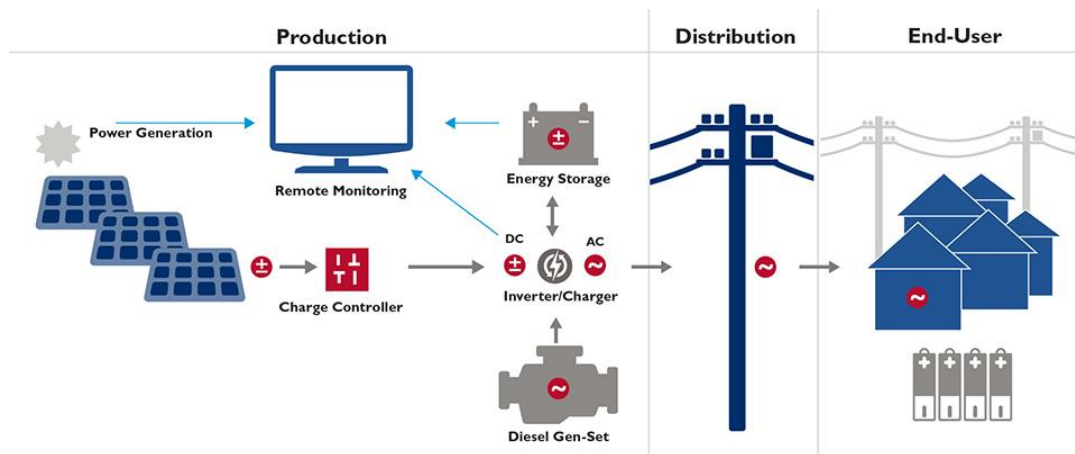 Production
Distribution
End-User
Power Generation
Remote Monitoring
+ −
±
Energy Storage
DC
AC
±
±
~
~
~
Charge Controller
Inverter/Charger
~
Diesel Gen-Set
+ + + +
- - - -